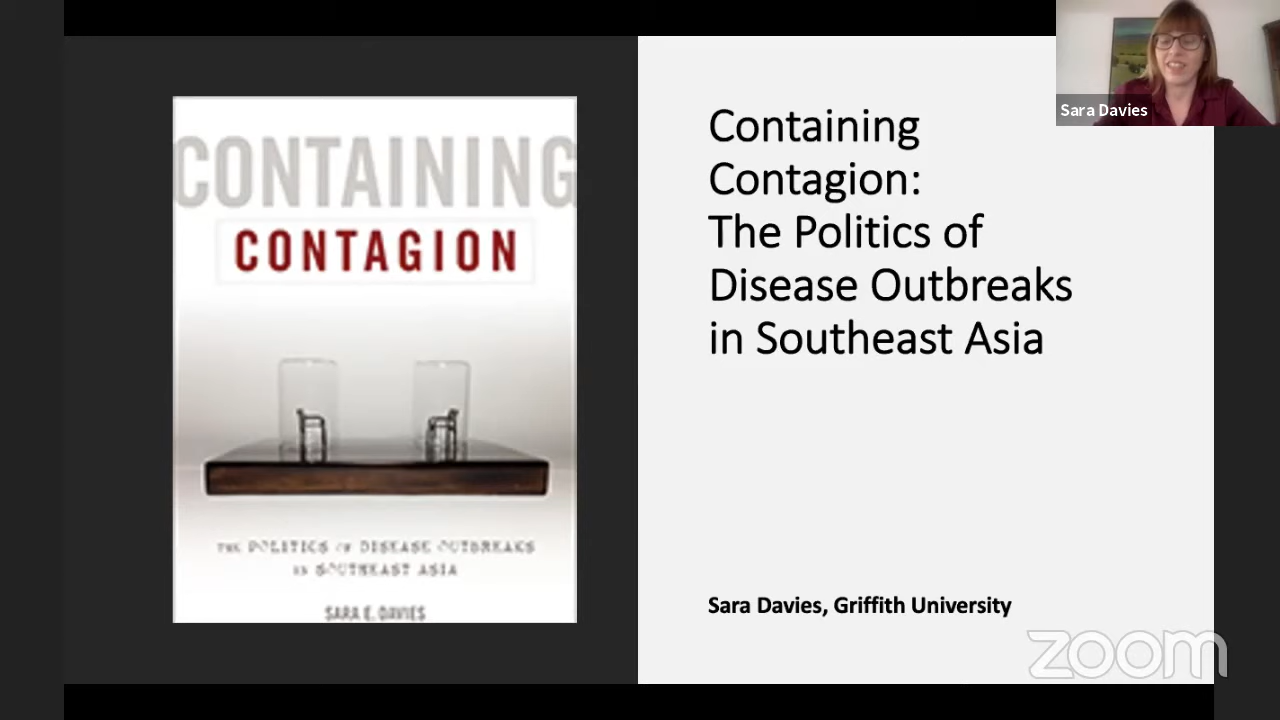 CONTAINING
CONTAGION
THE POLITICS OF DISEASE OUTBREAKS
IN SOUTHEAST ASIA
SARA E. DAVIES
Containing
Contagion:
The Politics of
Disease Outbreaks
in Southeast Asia
Sara Davies, Griffith University
Sara Davies
zoom